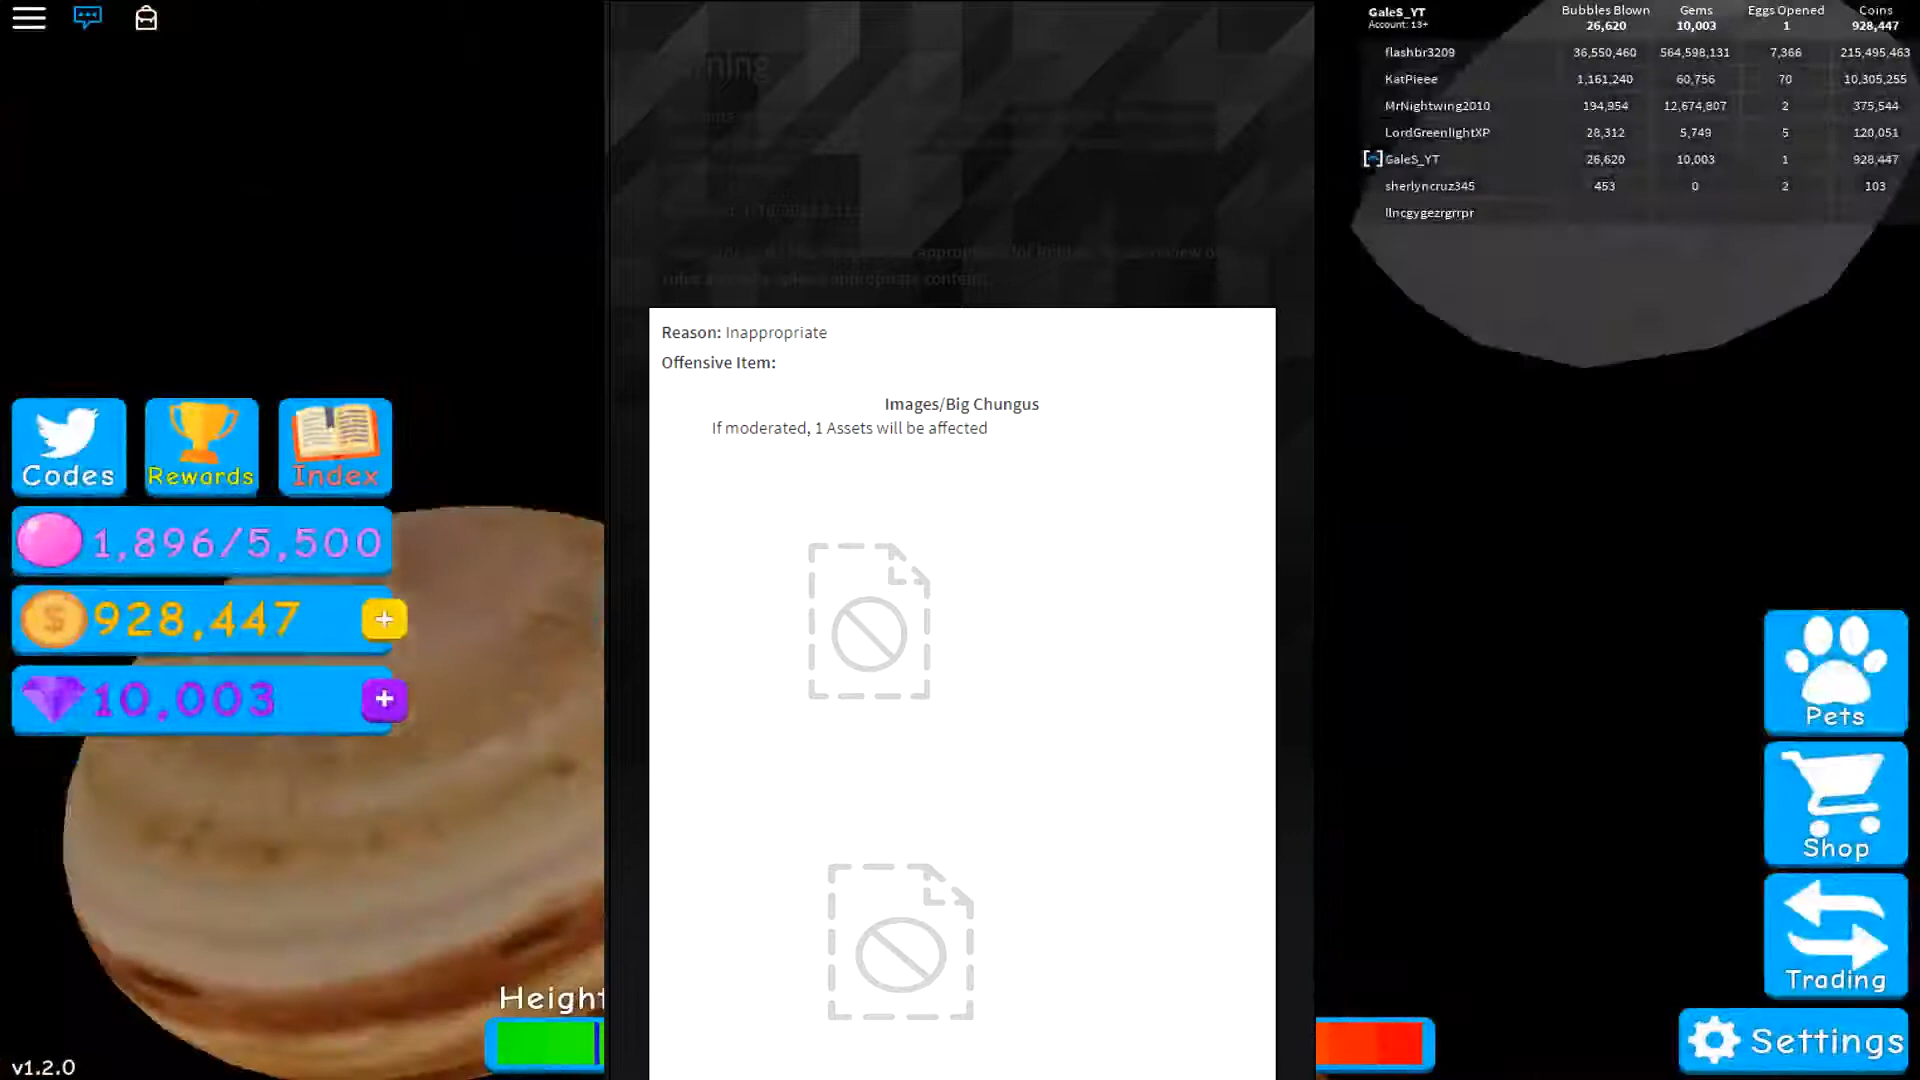 GaleS_YT
Account: 13+
Bubbles Blown Gems Eggs Opened Coins
26,620 10,003 1 928,447
flashbr3209 36,550,460 564,598,131 7,366 215,495,463
KatPieee 1,161,240 60,756 70 10,305,255
MrNightwing2010 194,954 12,674,807 2 375,544
LordGreenlightXP 28,312 5,749 5 120,051
GaleS_YT 26,620 10,003 1 928,447
sherlyncruz345 453 0 2 103
llncgygezrgrrpr
Reason: Inappropriate
Offensive Item:
Images/Big Chungus
If moderated, 1 Assets will be affected
Codes Rewards Index
1,896/5,500
928,447 +
10,003 +
Pets
Shop
Trading
Settings
Height
v1.2.0